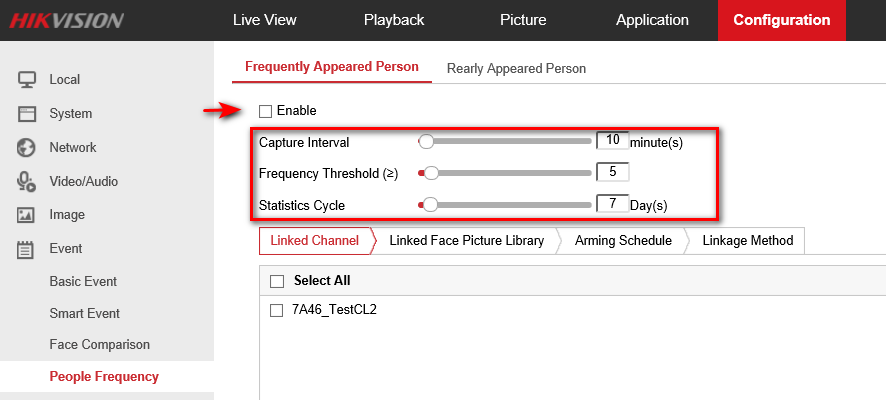 HIKVISION Live View Playback Picture Application Configuration
Frequently Appeared Person Rearly Appeared Person
Local
Enable
System
Capture Interval 10 minute(s)
Network
Frequency Threshold (≥) 5
Video/Audio
Statistics Cycle 7 Day(s)
Image
Linked Channel Linked Face Picture Library Arming Schedule Linkage Method
Event
Select All
Basic Event
7A46_TestCL2
Smart Event
Face Comparison
People Frequency